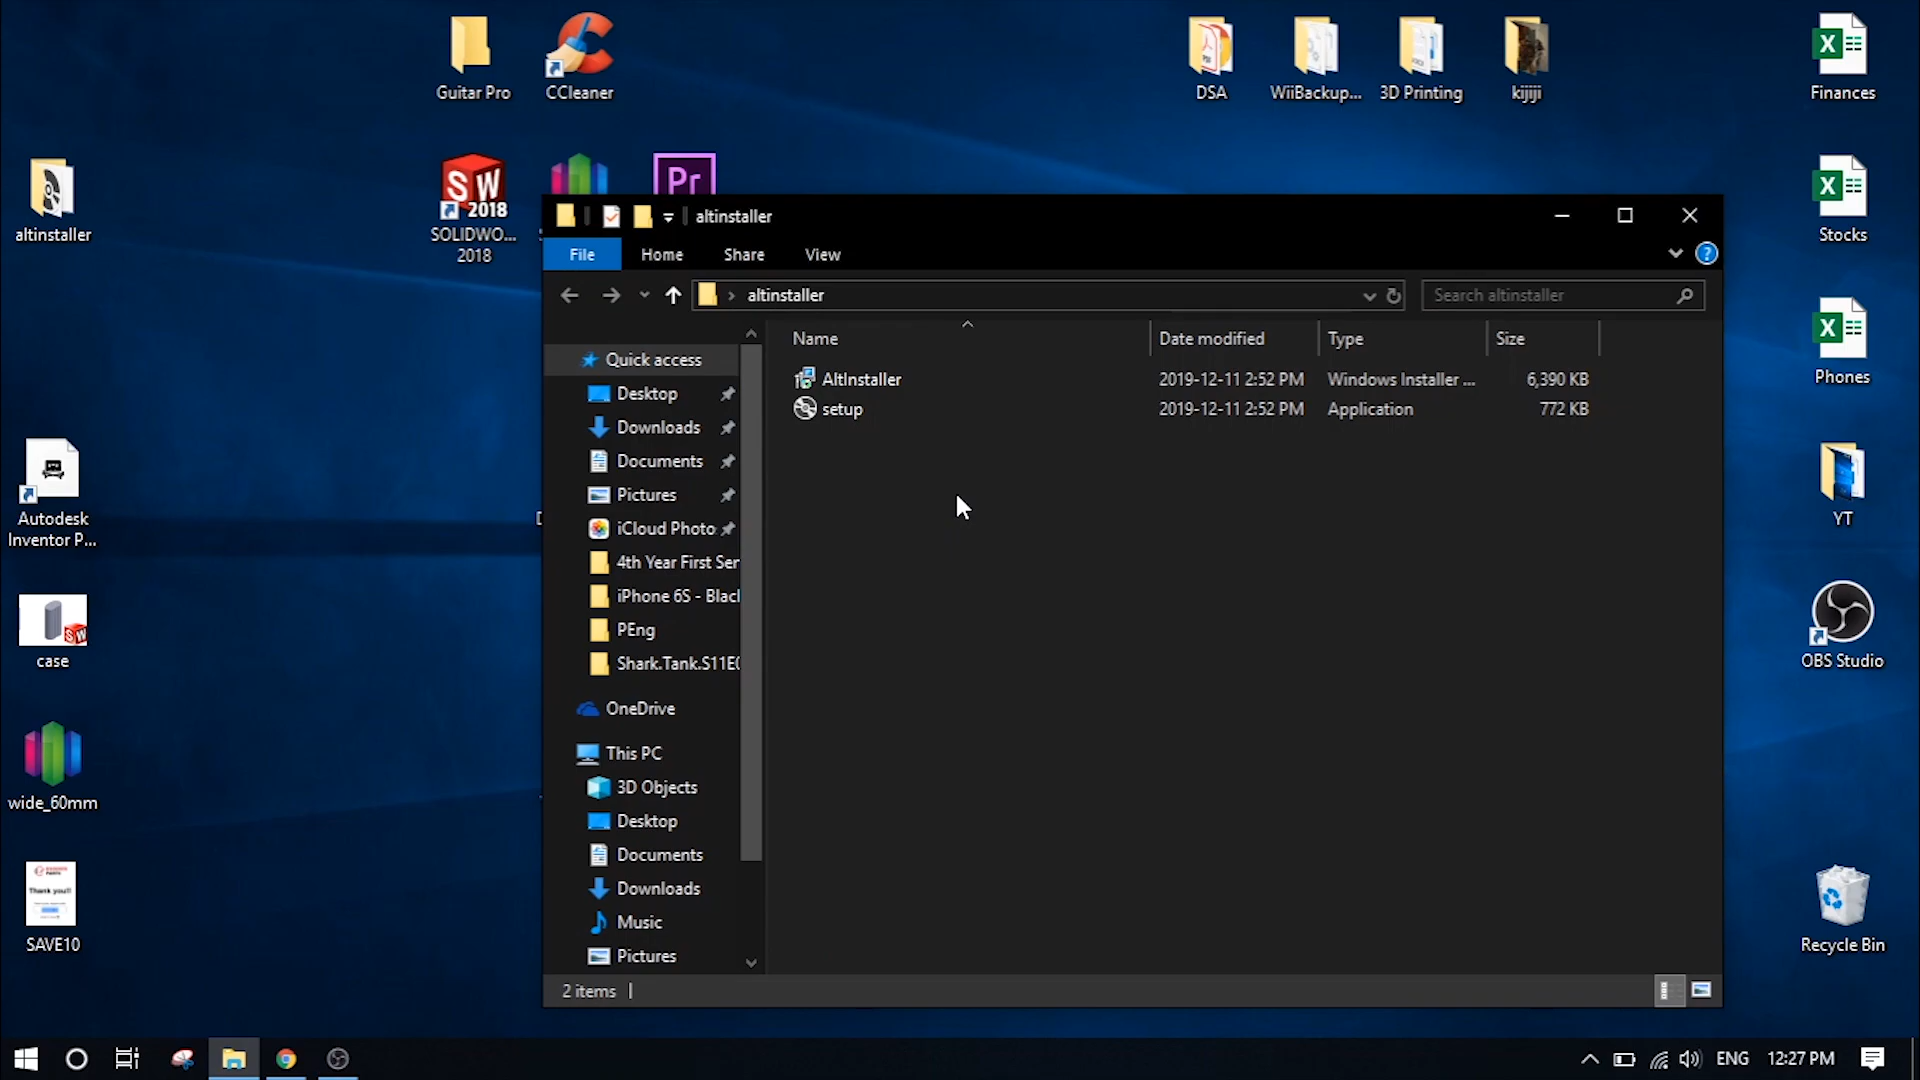 Guitar Pro
CCleaner
DSA
WiiBackup...
3D Printing
kijiji
Finances
altinstaller
SW
2018
SOLIDWO...
2018
Pr
Stocks
Phones
YT
OBS Studio
Recycle Bin
Autodesk
Inventor P...
case
wide_60mm
Thank you!
SAVE10
altinstaller
File
Home
Share
View
altinstaller
Search altinstaller
Name
Date modified
Type
Size
AltInstaller
2019-12-11 2:52 PM
Windows Installer ...
6,390 KB
setup
2019-12-11 2:52 PM
Application
772 KB
Quick access
Desktop
Downloads
Documents
Pictures
iCloud Photo
4th Year First Ser
iPhone 6S - Blac
PEng
Shark.Tank.S11E
OneDrive
This PC
3D Objects
Desktop
Documents
Downloads
Music
Pictures
2 items
ENG
12:27 PM